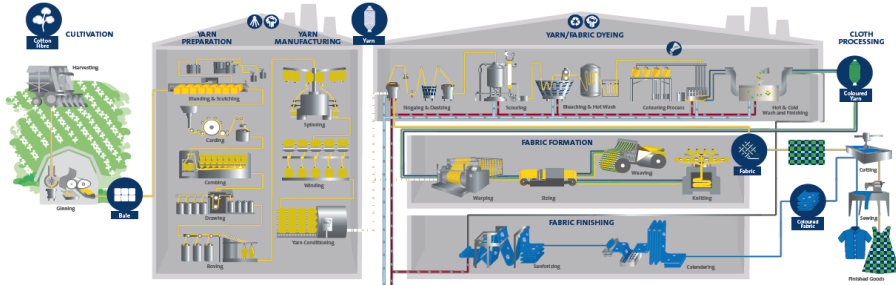 Cotton
Fibre
CULTIVATION
Harvesting
Ginning
Bale
YARN
PREPARATION
YARN
MANUFACTURING
Blending & Scutching
Carding
Combing
Drawing
Roving
Spinning
Winding
Yarn Conditioning
Yarn
YARN/FABRIC DYEING
Singeing & Desizing
Scouring
Bleaching & Hot Wash
Colouring Process
Hot & Cold
Wash and Finishing
FABRIC FORMATION
Warping
Sizing
Weaving
Knitting
Fabric
FABRIC FINISHING
Sanforizing
Calendering
CLOTH
PROCESSING
Coloured
Yarn
Cutting
Coloured
Fabric
Sewing
Finished Goods